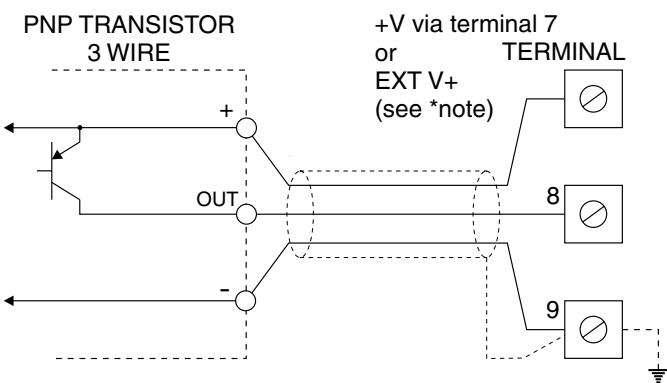 PNP TRANSISTOR
3 WIRE
+V via terminal 7
or
EXT V+
(see *note)
TERMINAL
+
OUT
8
-
9